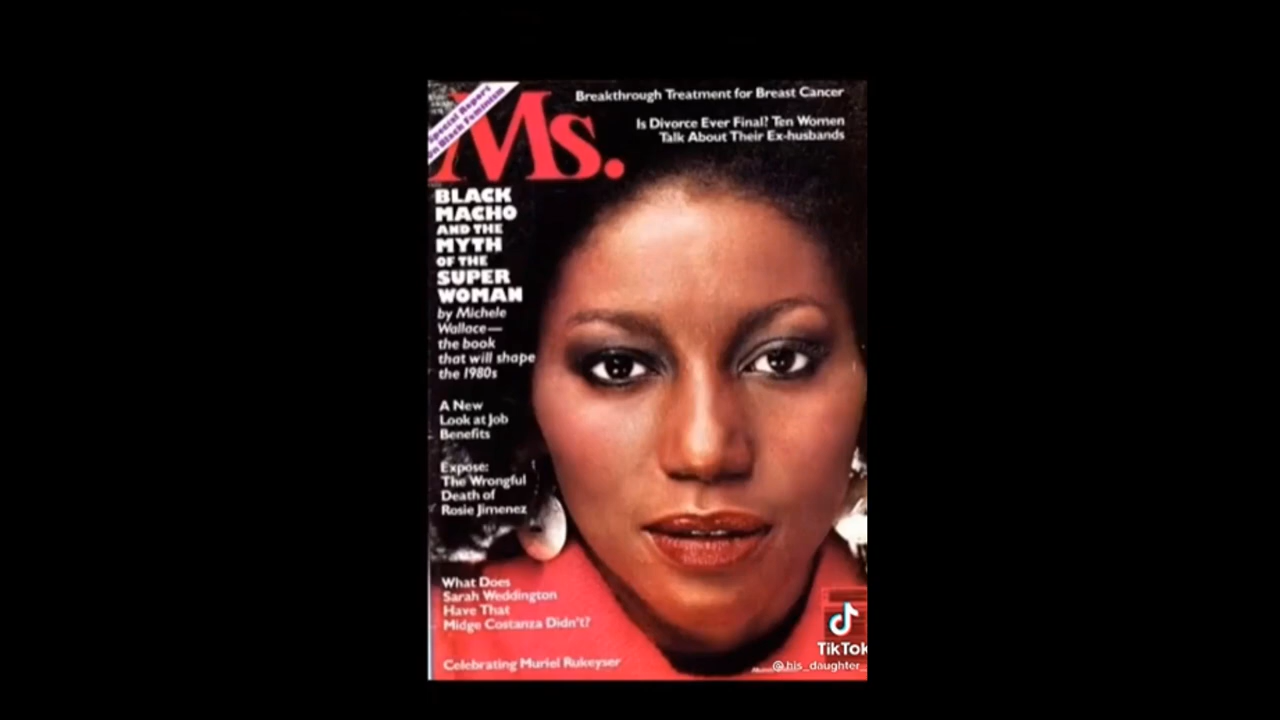 Special Report
On Black Feminism
Ms.
Breakthrough Treatment for Breast Cancer
Is Divorce Ever Final? Ten Women
Talk About Their Ex-husbands
BLACK
MACHO
AND THE
MYTH
OF THE
SUPER
WOMAN
by Michele
Wallace—
the book
that will shape
the 1980s
A New
Look at Job
Benefits
Exposé:
The Wrongful
Death of
Rosie Jimenez
What Does
Sarah Weddington
Have That
Midge Costanza Didn't?
Celebrating Muriel Rukeyser
TikTok
@his_daughter_